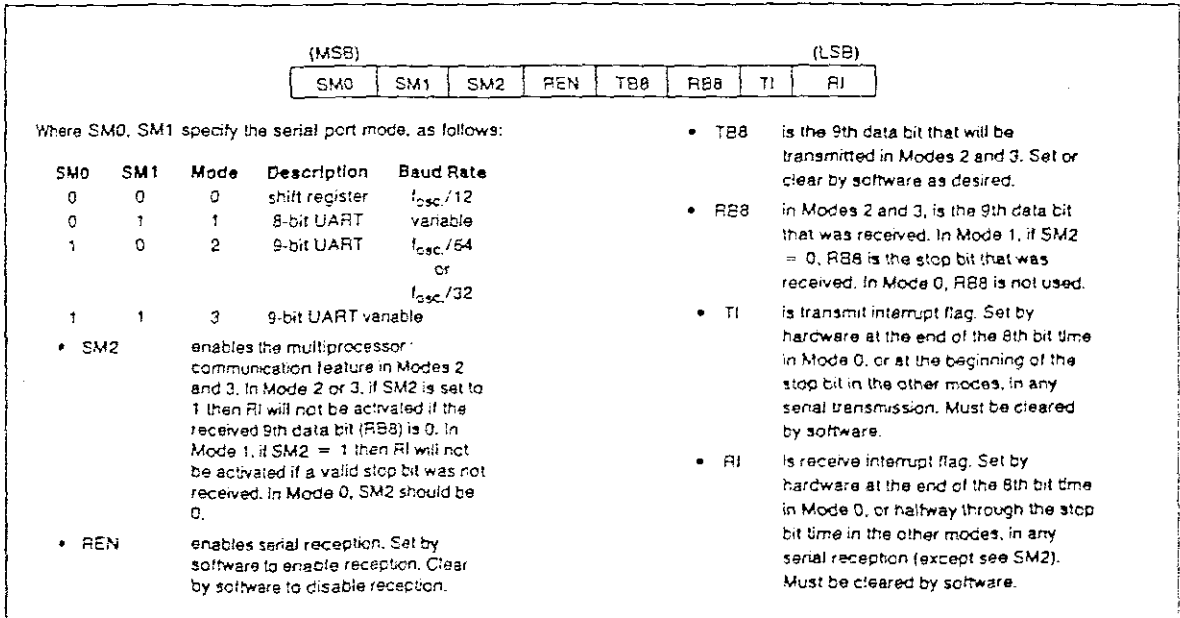 (MSB) (LSB)
SM0 SM1 SM2 REN TB8 RB8 TI RI
Where SM0, SM1 specify the serial port mode, as follows:
SM0 SM1 Mode Description Baud Rate
0 0 0 shift register fosc./12
0 1 1 8-bit UART variable
1 0 2 9-bit UART fosc./64
or
fosc./32
1 1 3 9-bit UART variable
• SM2 enables the multiprocessor
communication feature in Modes 2
and 3. In Mode 2 or 3, if SM2 is set to
1 then RI will not be activated if the
received 9th data bit (RB8) is 0. In
Mode 1, if SM2 = 1 then RI will not
be activated if a valid stop bit was not
received. In Mode 0, SM2 should be
0.
• REN enables serial reception. Set by
software to enable reception. Clear
by software to disable reception.
• TB8 is the 9th data bit that will be
transmitted in Modes 2 and 3. Set or
clear by software as desired.
• RB8 in Modes 2 and 3, is the 9th data bit
that was received. In Mode 1, if SM2
= 0, RB8 is the stop bit that was
received. In Mode 0, RB8 is not used.
• TI is transmit interrupt flag. Set by
hardware at the end of the 8th bit time
in Mode 0, or at the beginning of the
stop bit in the other modes, in any
serial transmission. Must be cleared
by software.
• RI is receive interrupt flag. Set by
hardware at the end of the 8th bit time
in Mode 0, or halfway through the stop
bit time in the other modes, in any
serial reception (except see SM2).
Must be cleared by software.